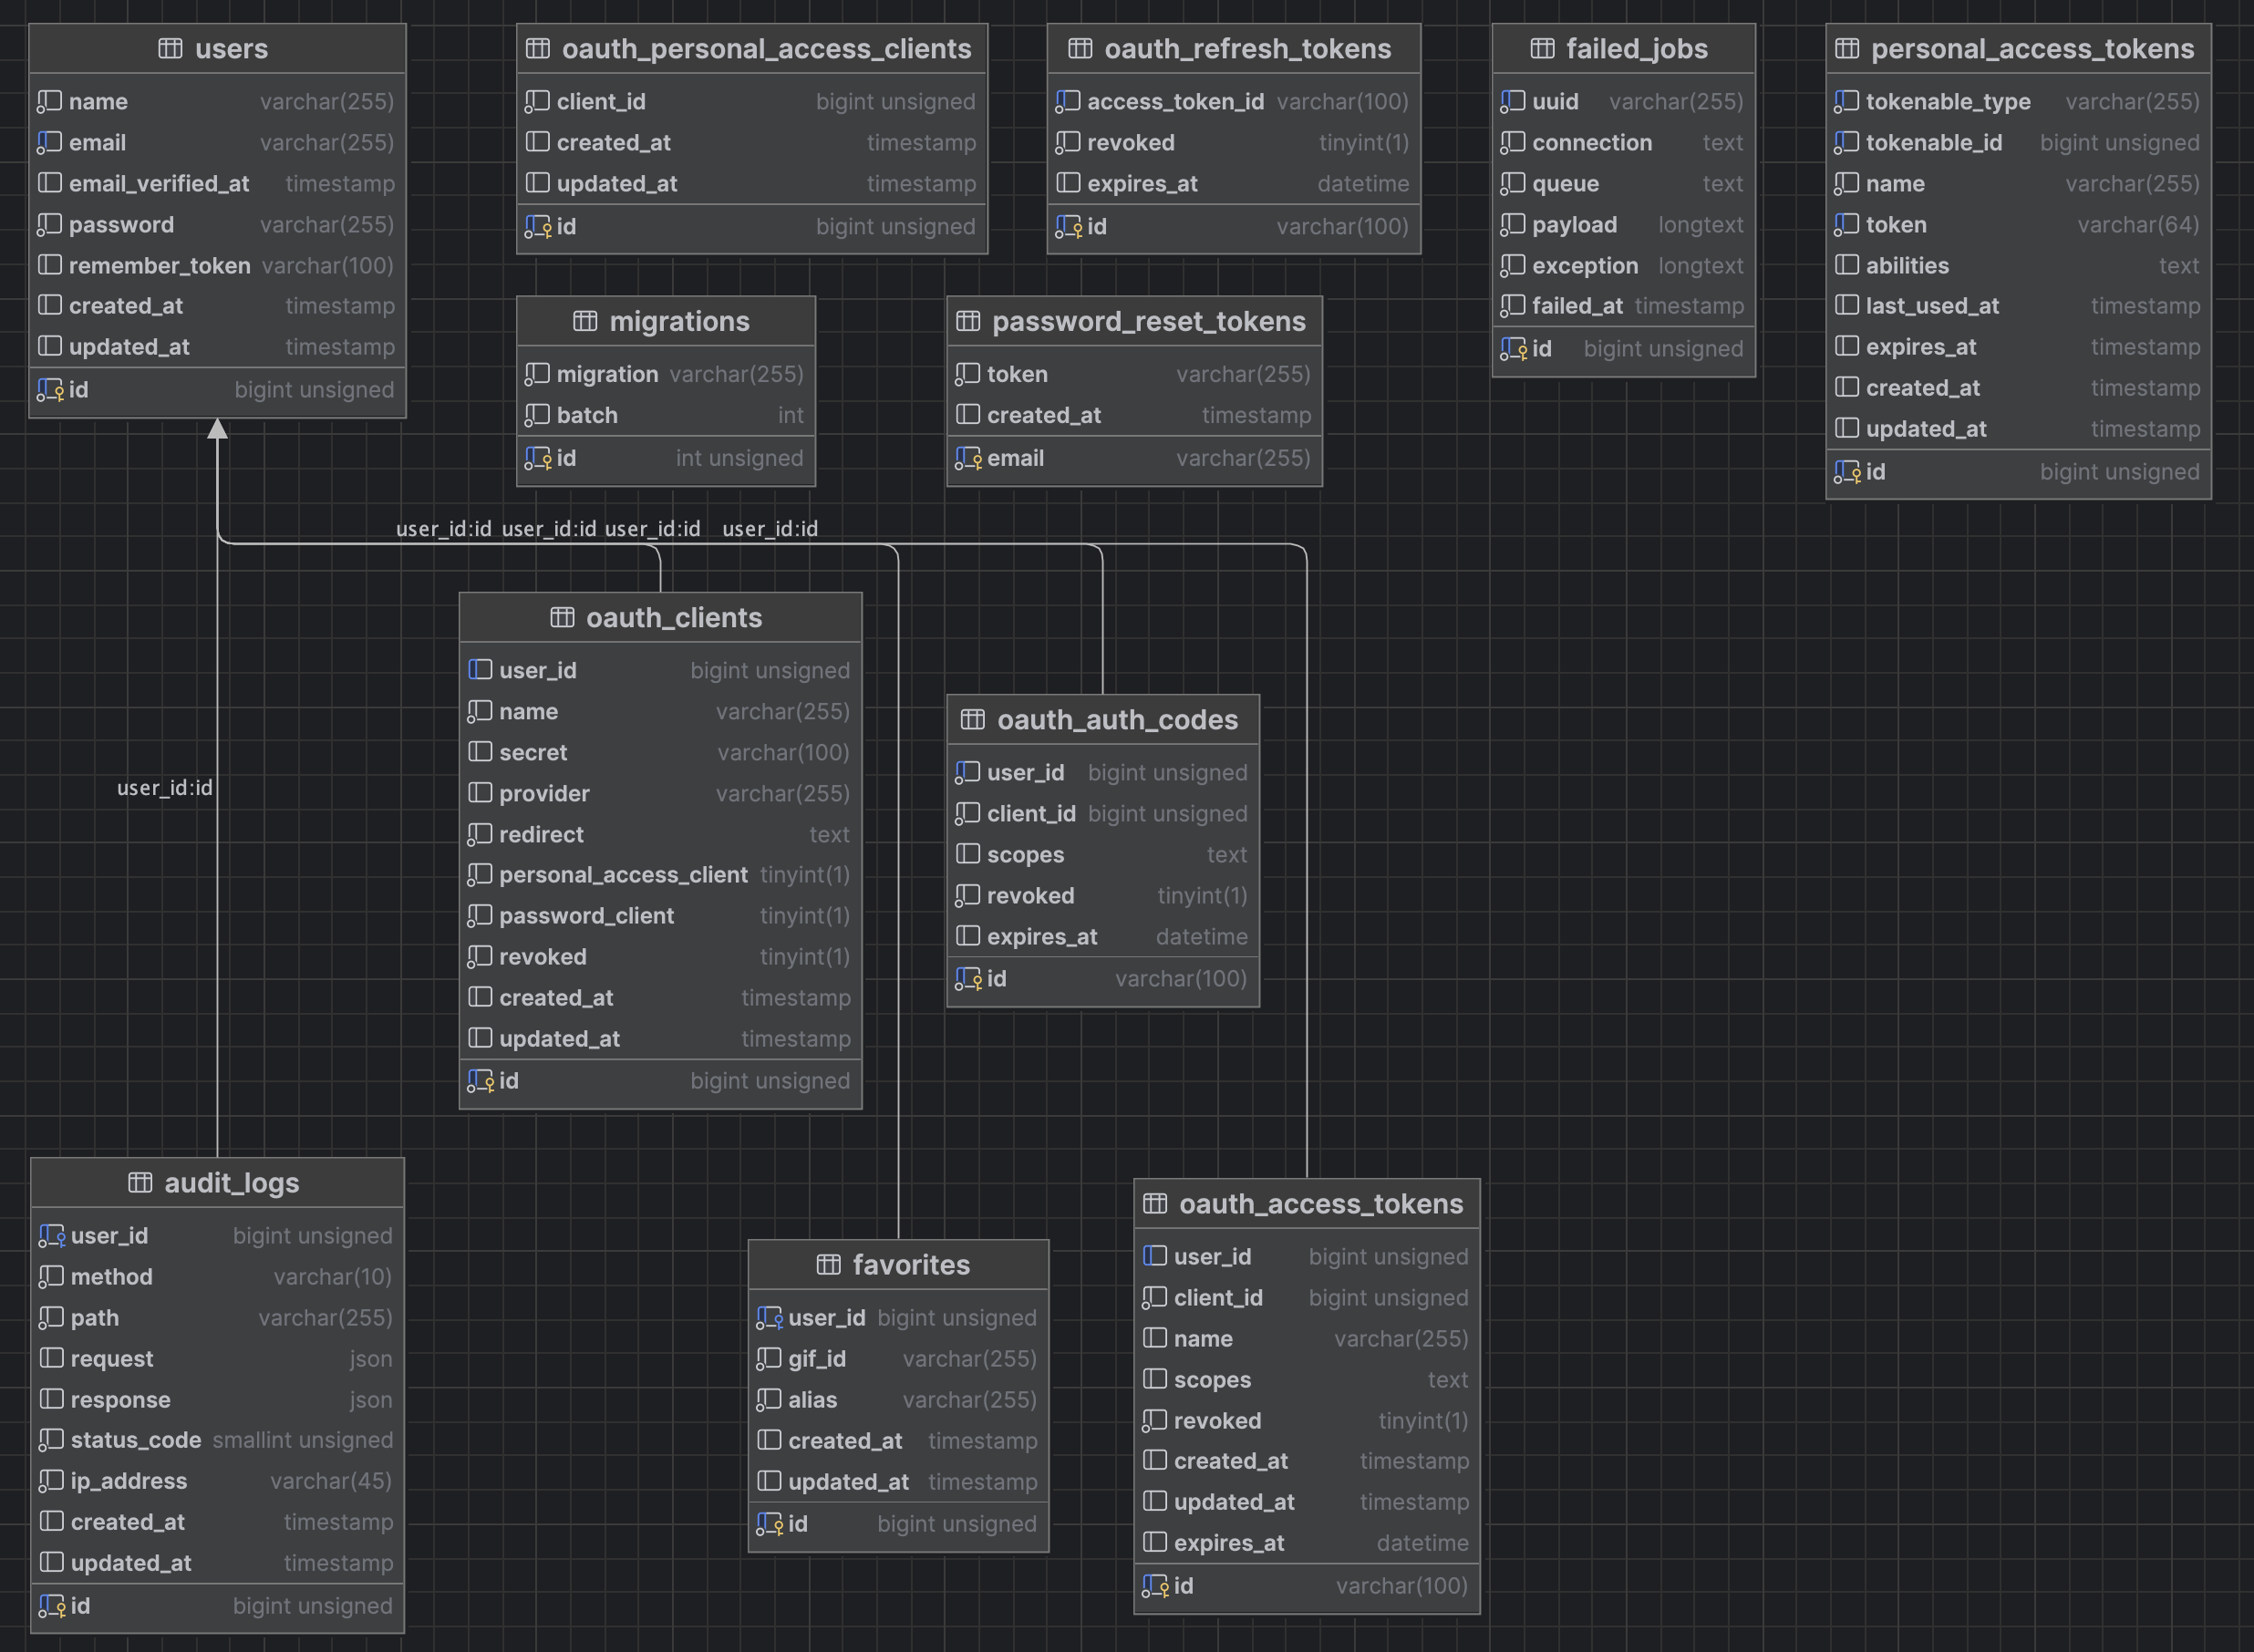 users
name varchar(255)
email varchar(255)
email_verified_at timestamp
password varchar(255)
remember_token varchar(100)
created_at timestamp
updated_at timestamp
id bigint unsigned
oauth_personal_access_clients
client_id bigint unsigned
created_at timestamp
updated_at timestamp
id bigint unsigned
oauth_refresh_tokens
access_token_id varchar(100)
revoked tinyint(1)
expires_at datetime
id varchar(100)
failed_jobs
uuid varchar(255)
connection text
queue text
payload longtext
exception longtext
failed_at timestamp
id bigint unsigned
personal_access_tokens
tokenable_type varchar(255)
tokenable_id bigint unsigned
name varchar(255)
token varchar(64)
abilities text
last_used_at timestamp
expires_at timestamp
created_at timestamp
updated_at timestamp
id bigint unsigned
migrations
migration varchar(255)
batch int
id int unsigned
password_reset_tokens
token varchar(255)
created_at timestamp
email varchar(255)
user_id:id user_id:id user_id:id user_id:id
oauth_clients
user_id bigint unsigned
name varchar(255)
secret varchar(100)
provider varchar(255)
redirect text
personal_access_client tinyint(1)
password_client tinyint(1)
revoked tinyint(1)
created_at timestamp
updated_at timestamp
id bigint unsigned
oauth_auth_codes
user_id bigint unsigned
client_id bigint unsigned
scopes text
revoked tinyint(1)
expires_at datetime
id varchar(100)
user_id:id
audit_logs
user_id bigint unsigned
method varchar(10)
path varchar(255)
request json
response json
status_code smallint unsigned
ip_address varchar(45)
created_at timestamp
updated_at timestamp
id bigint unsigned
favorites
user_id bigint unsigned
gif_id varchar(255)
alias varchar(255)
created_at timestamp
updated_at timestamp
id bigint unsigned
oauth_access_tokens
user_id bigint unsigned
client_id bigint unsigned
name varchar(255)
scopes text
revoked tinyint(1)
created_at timestamp
updated_at timestamp
expires_at datetime
id varchar(100)